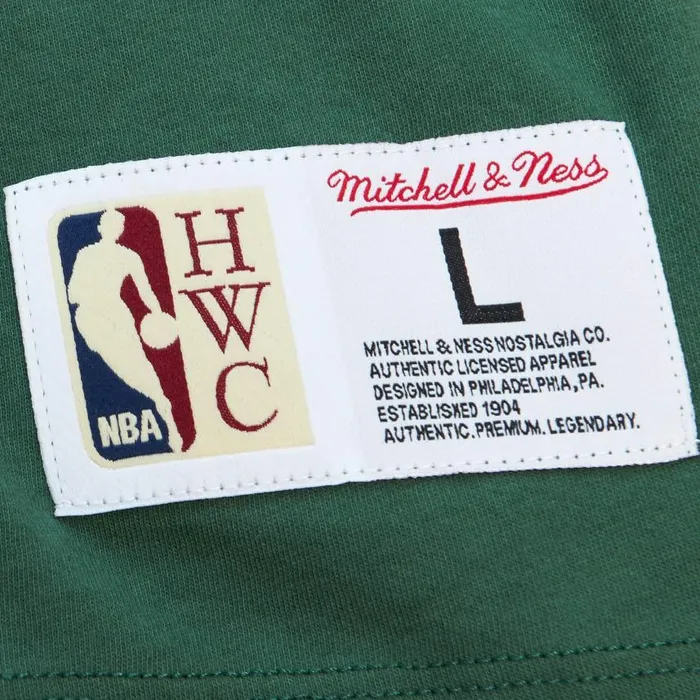 NBA
H
W
C
Mitchell & Ness
L
MITCHELL & NESS NOSTALGIA CO.
AUTHENTIC LICENSED APPAREL
DESIGNED IN PHILADELPHIA, PA.
ESTABLISHED 1904
AUTHENTIC. PREMIUM. LEGENDARY.